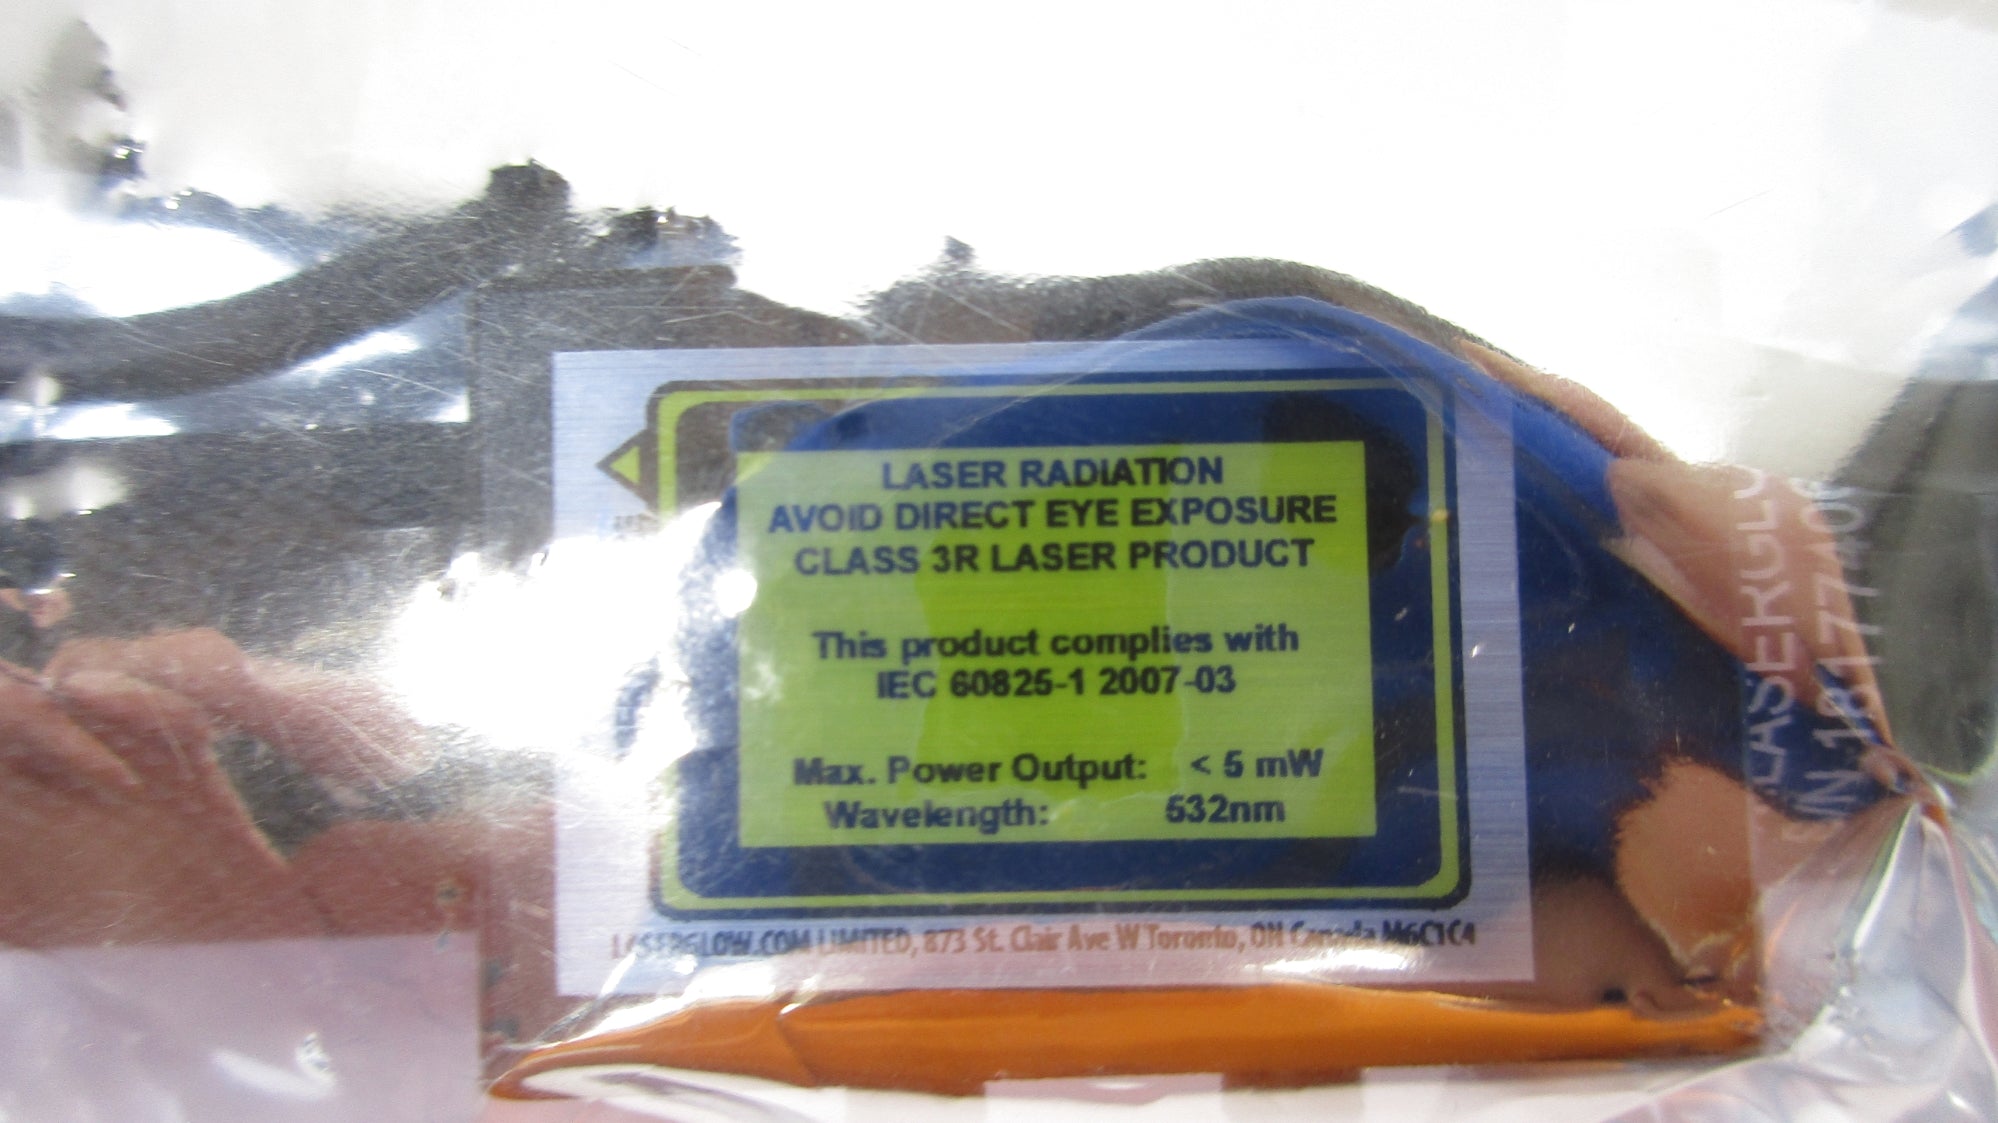 LASER RADIATION
AVOID DIRECT EYE EXPOSURE
CLASS 3R LASER PRODUCT
This product complies with
IEC 60825-1 2007-03
Max. Power Output: < 5 mW
Wavelength: 532nm
LASERGLOW.COM LIMITED, 873 St. Clair Ave W Toronto, ON Canada M6C1C4